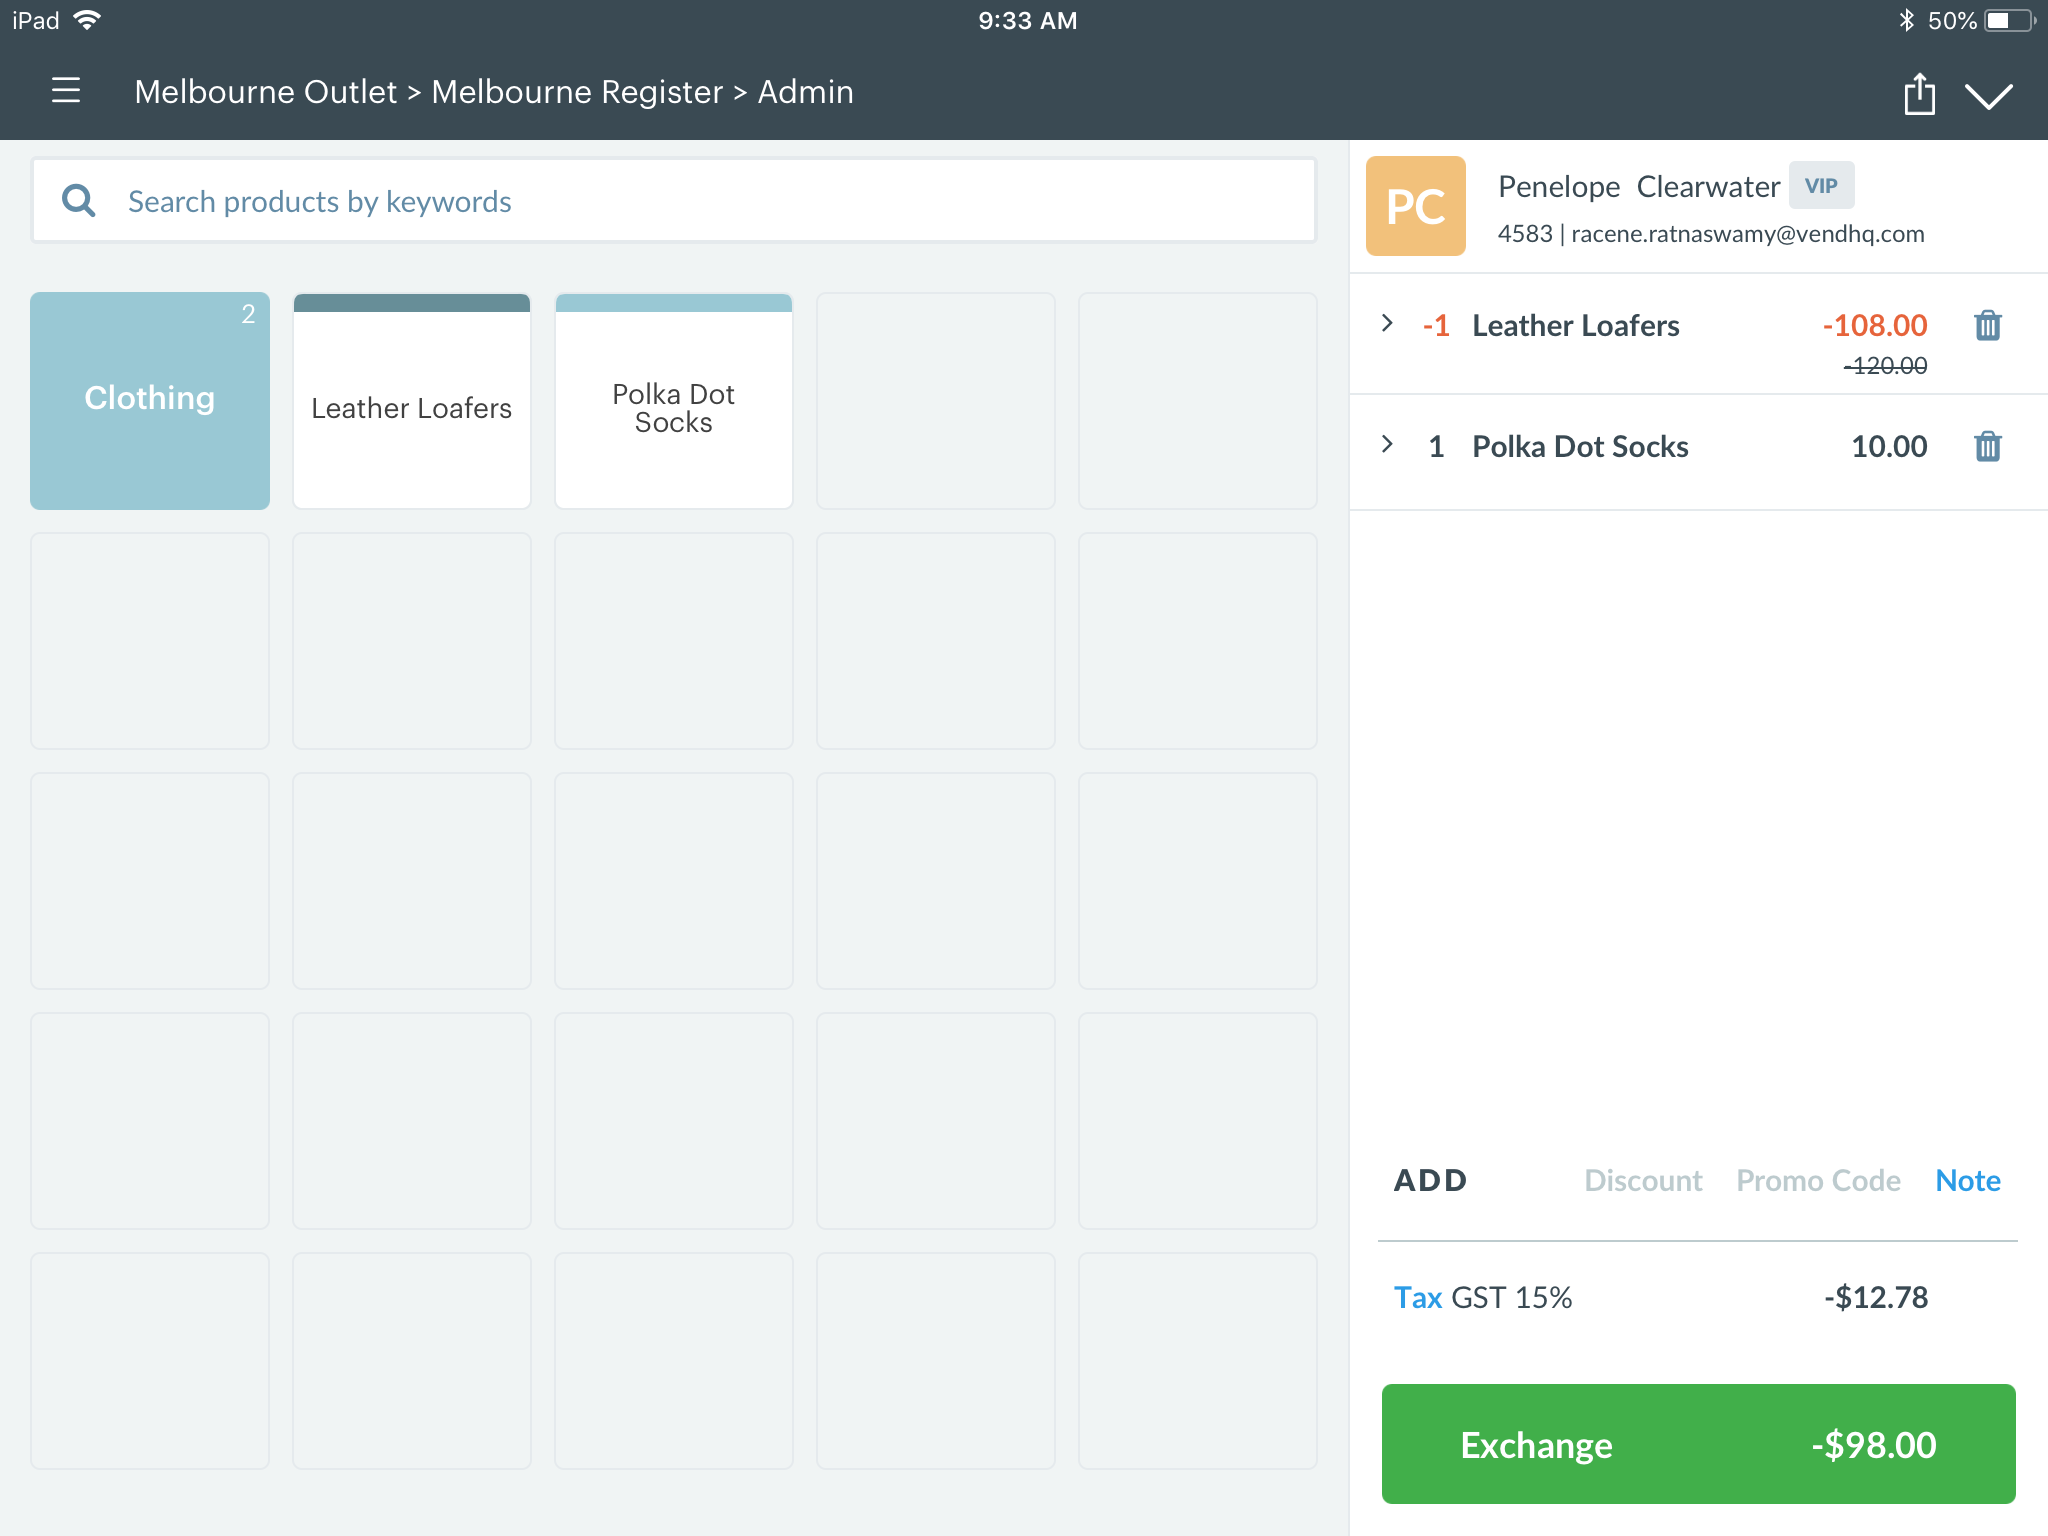 iPad 9:33 AM 50%
Melbourne Outlet > Melbourne Register > Admin
Search products by keywords
Clothing 2
Leather Loafers
Polka Dot
Socks
PC
Penelope Clearwater VIP
4583 | racene.ratnaswamy@vendhq.com
-1 Leather Loafers -108.00
-120.00
1 Polka Dot Socks 10.00
ADD Discount Promo Code Note
Tax GST 15% -$12.78
Exchange -$98.00